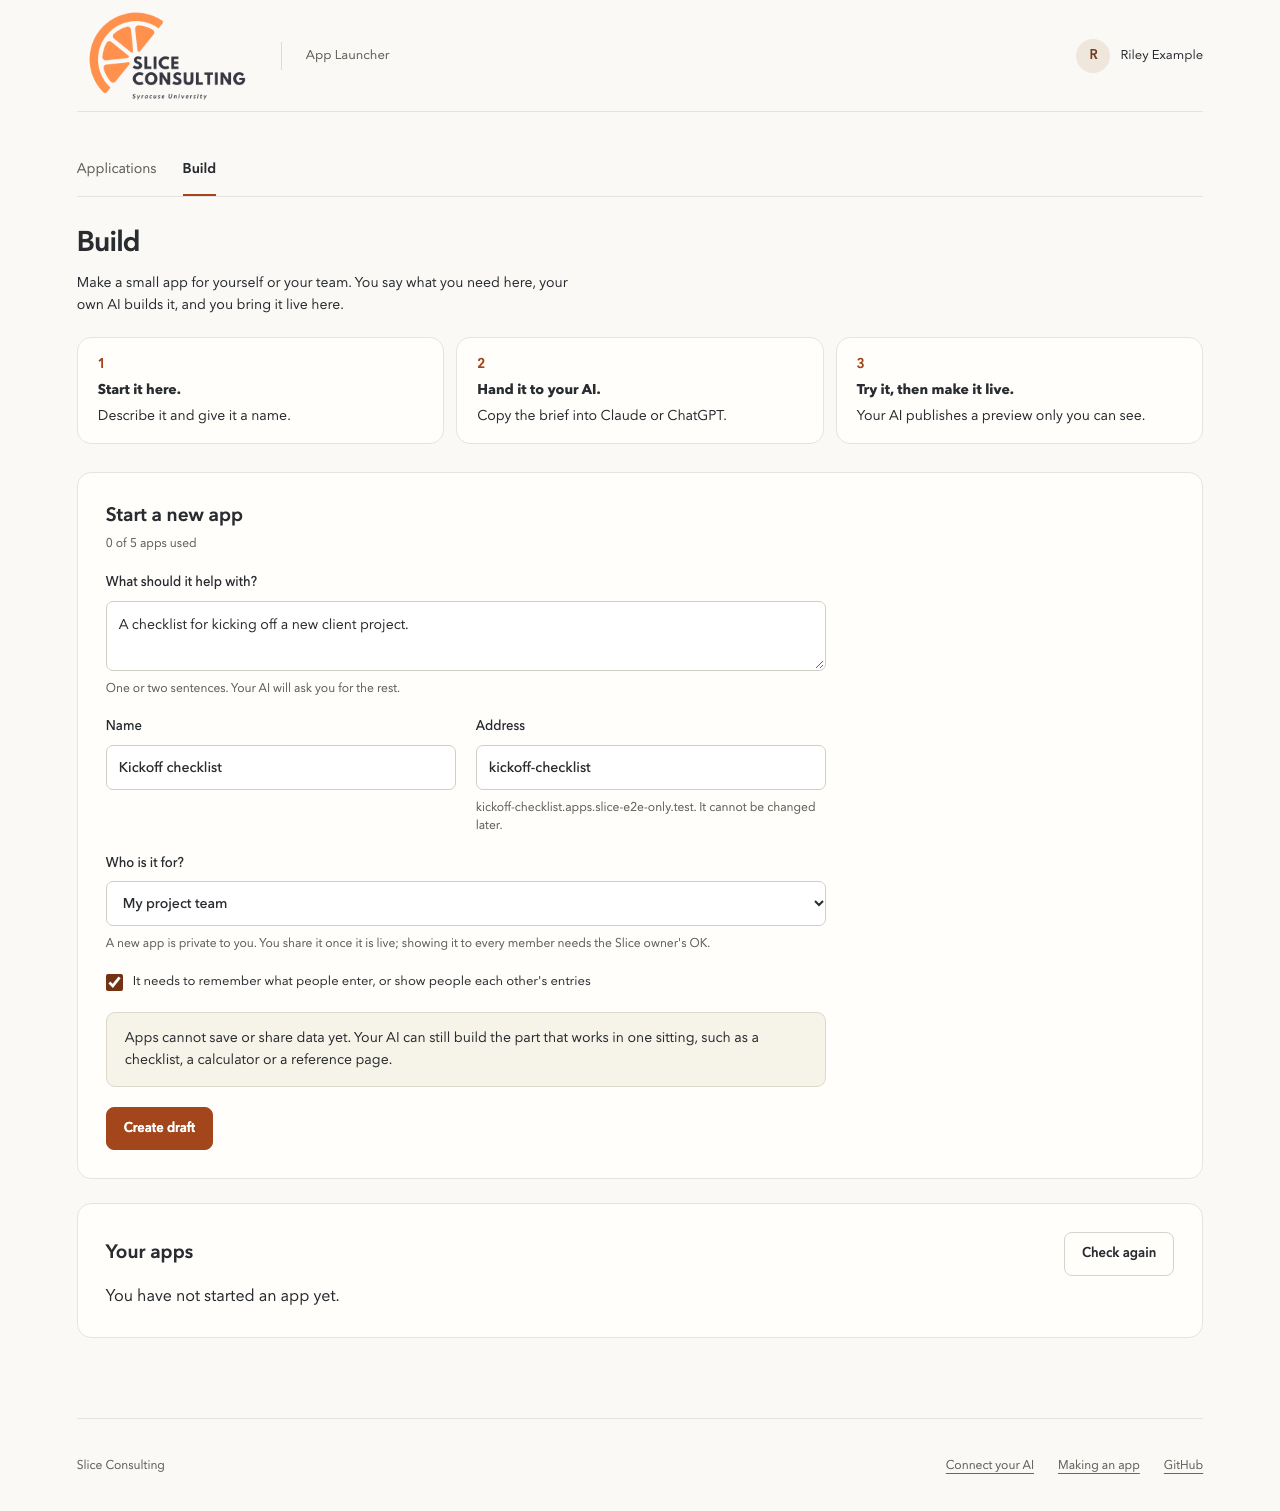 SLICE
CONSULTING
Syracuse University
App Launcher
R
Riley Example
Applications
Build
Build
Make a small app for yourself or your team. You say what you need here, your
own AI builds it, and you bring it live here.
1
Start it here.
Describe it and give it a name.
2
Hand it to your AI.
Copy the brief into Claude or ChatGPT.
3
Try it, then make it live.
Your AI publishes a preview only you can see.
Start a new app
0 of 5 apps used
What should it help with?
A checklist for kicking off a new client project.
One or two sentences. Your AI will ask you for the rest.
Name
Kickoff checklist
Address
kickoff-checklist
kickoff-checklist.apps.slice-e2e-only.test. It cannot be changed
later.
Who is it for?
My project team
A new app is private to you. You share it once it is live; showing it to every member needs the Slice owner's OK.
It needs to remember what people enter, or show people each other's entries
Apps cannot save or share data yet. Your AI can still build the part that works in one sitting, such as a
checklist, a calculator or a reference page.
Create draft
Your apps
Check again
You have not started an app yet.
Slice Consulting
Connect your AI
Making an app
GitHub